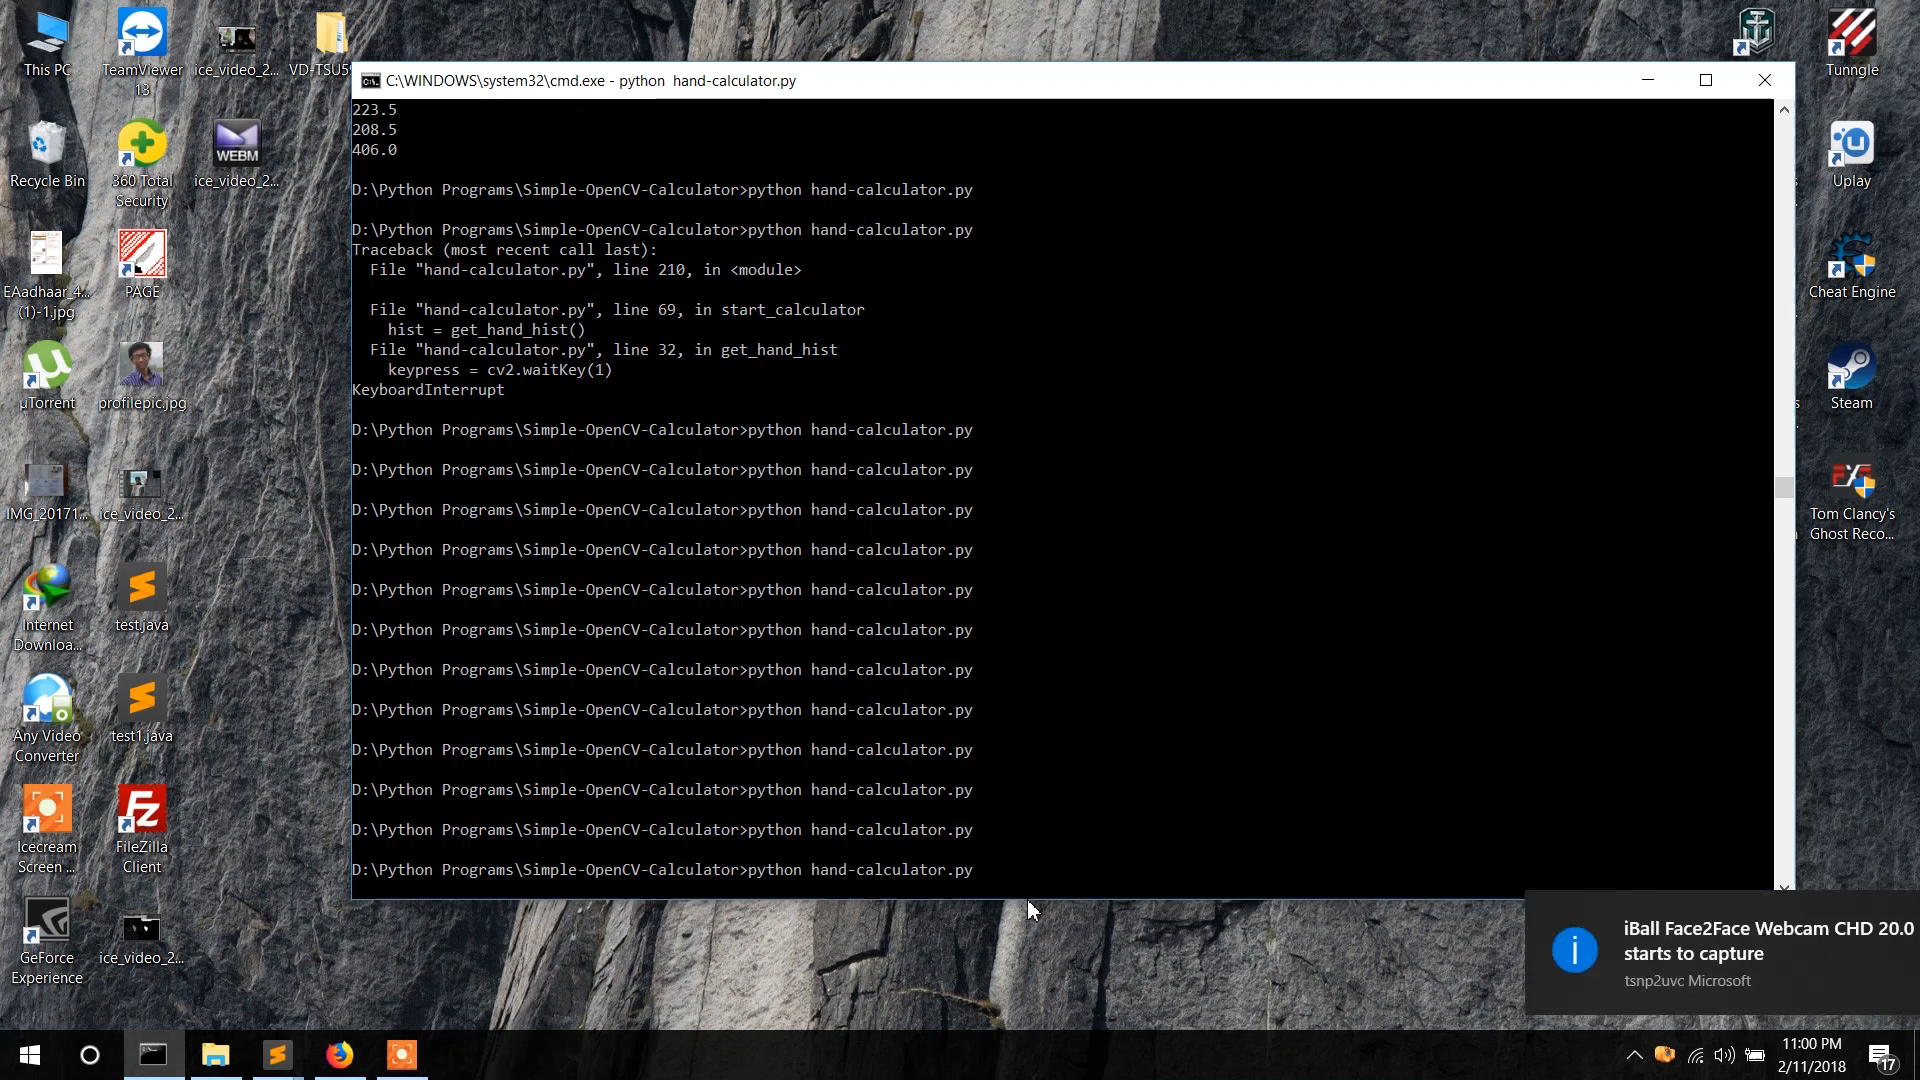 This PC
TeamViewer
13
ice_video_2...
VD-TSU5
Tunngle
C:\WINDOWS\system32\cmd.exe - python  hand-calculator.py
223.5
208.5
406.0
D:\Python Programs\Simple-OpenCV-Calculator>python hand-calculator.py
D:\Python Programs\Simple-OpenCV-Calculator>python hand-calculator.py
Traceback (most recent call last):
  File "hand-calculator.py", line 210, in <module>
  File "hand-calculator.py", line 69, in start_calculator
    hist = get_hand_hist()
  File "hand-calculator.py", line 32, in get_hand_hist
    keypress = cv2.waitKey(1)
KeyboardInterrupt
D:\Python Programs\Simple-OpenCV-Calculator>python hand-calculator.py
D:\Python Programs\Simple-OpenCV-Calculator>python hand-calculator.py
D:\Python Programs\Simple-OpenCV-Calculator>python hand-calculator.py
D:\Python Programs\Simple-OpenCV-Calculator>python hand-calculator.py
D:\Python Programs\Simple-OpenCV-Calculator>python hand-calculator.py
D:\Python Programs\Simple-OpenCV-Calculator>python hand-calculator.py
D:\Python Programs\Simple-OpenCV-Calculator>python hand-calculator.py
D:\Python Programs\Simple-OpenCV-Calculator>python hand-calculator.py
D:\Python Programs\Simple-OpenCV-Calculator>python hand-calculator.py
D:\Python Programs\Simple-OpenCV-Calculator>python hand-calculator.py
D:\Python Programs\Simple-OpenCV-Calculator>python hand-calculator.py
D:\Python Programs\Simple-OpenCV-Calculator>python hand-calculator.py
Recycle Bin
360 Total
Security
WEBM
ice_video_2...
Uplay
EAadhaar_4...
(1)-1.jpg
PAGE
Cheat Engine
µTorrent
profilepic.jpg
Steam
IMG_20171...
ice_video_2...
Tom Clancy's
Ghost Reco...
Internet
Downloa...
test.java
Any Video
Converter
test1.java
Icecream
Screen ...
FileZilla
Client
GeForce
Experience
ice_video_2...
iBall Face2Face Webcam CHD 20.0
starts to capture
tsnp2uvc Microsoft
11:00 PM
2/11/2018
17